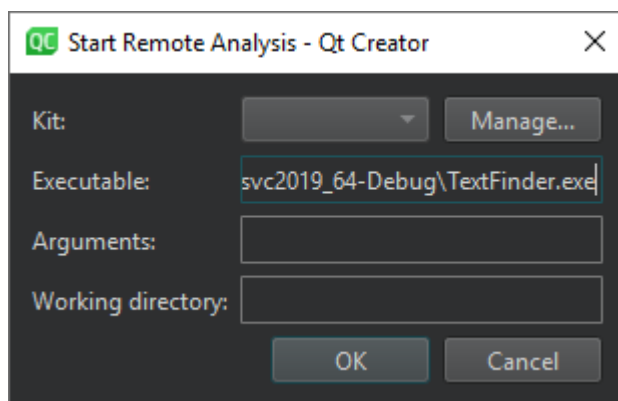 QC Start Remote Analysis - Qt Creator
Kit: Manage...
Executable: svc2019_64-Debug\TextFinder.exe
Arguments:
Working directory:
OK Cancel